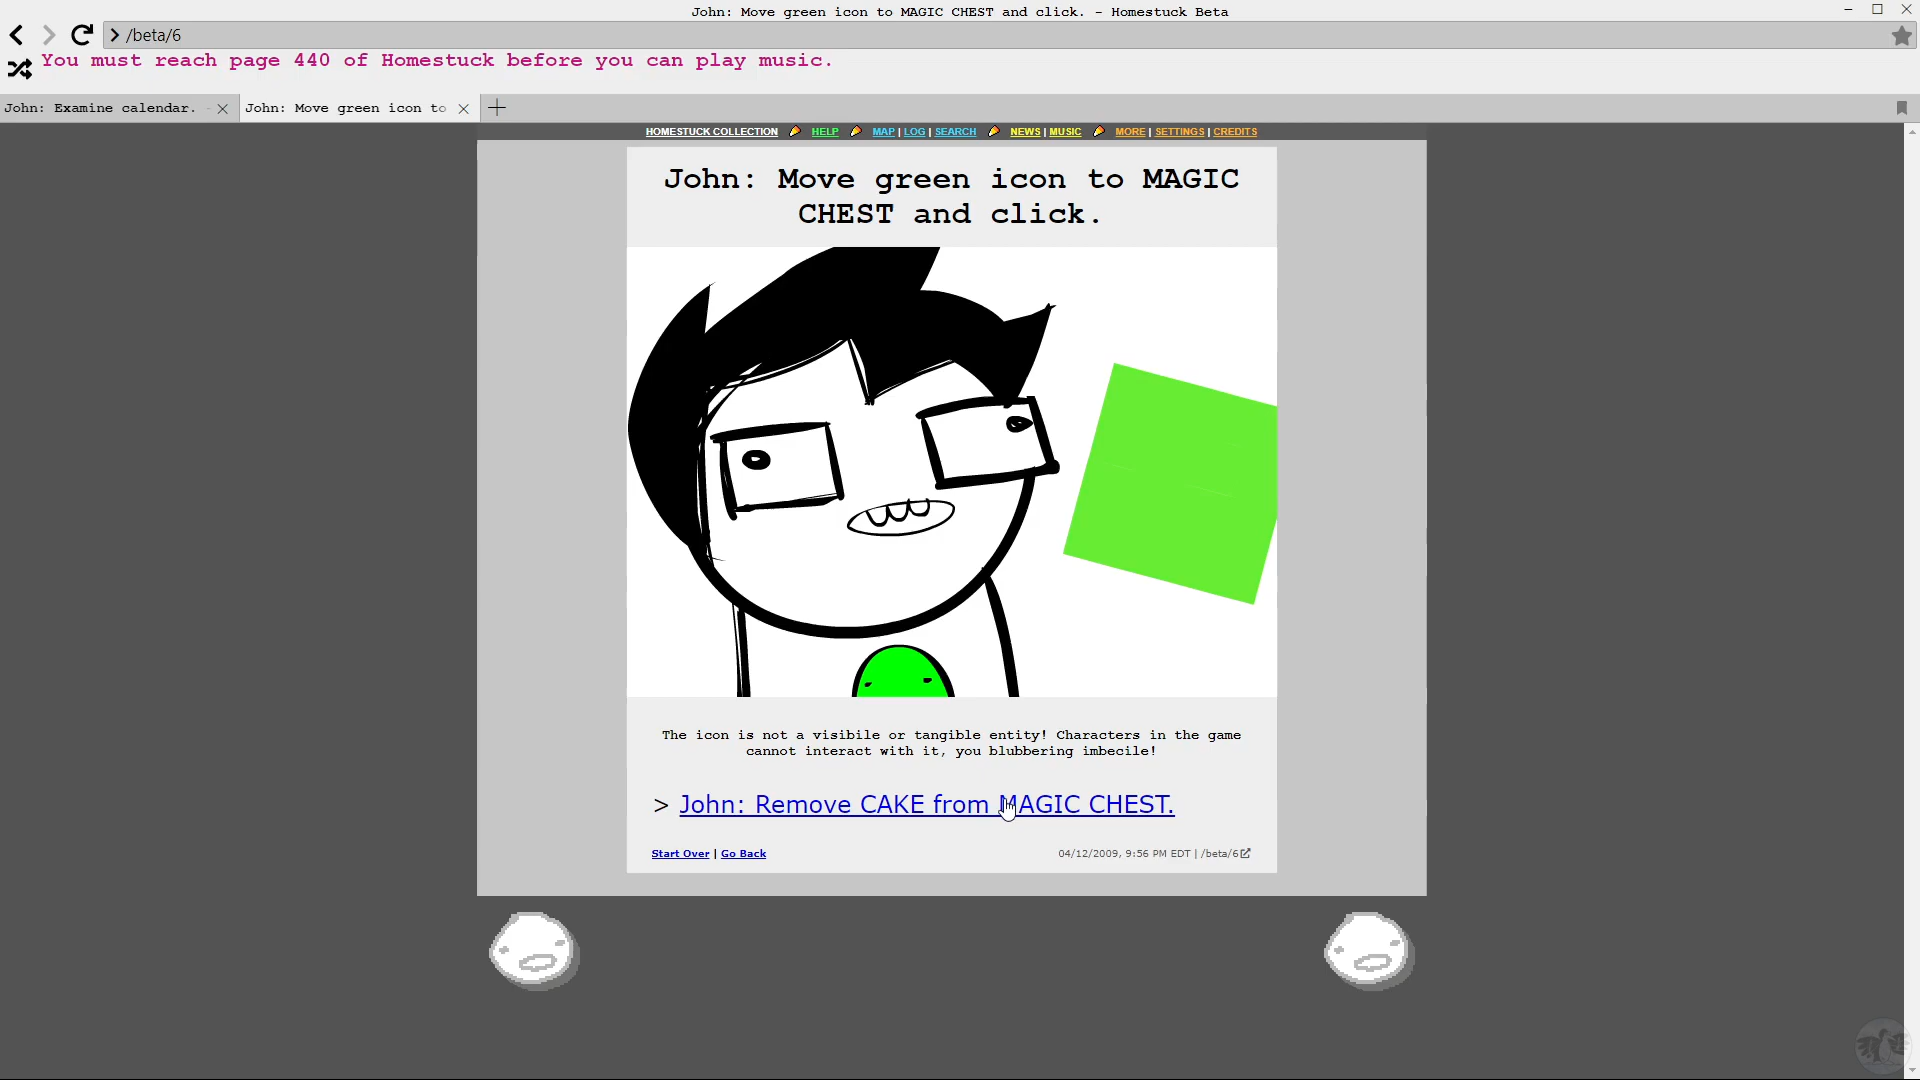 John: Move green icon to MAGIC CHEST and click. - Homestuck Beta
/beta/6
You must reach page 440 of Homestuck before you can play music.
John: Examine calendar. John: Move green icon to
HOMESTUCK COLLECTION HELP MAP | LOG | SEARCH NEWS | MUSIC MORE | SETTINGS | CREDITS
John: Move green icon to MAGIC
CHEST and click.
The icon is not a visibile or tangible entity! Characters in the game
cannot interact with it, you blubbering imbecile!
> John: Remove CAKE from MAGIC CHEST.
Start Over | Go Back 04/12/2009, 9:56 PM EDT | /beta/6